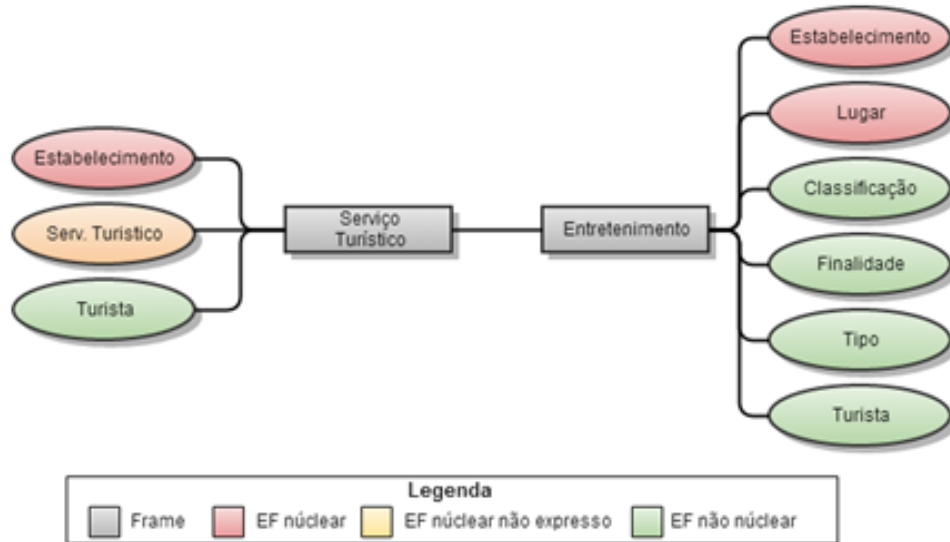 Estabelecimento
Serv. Turistico
Turista
Serviço
Turístico
Entretenimento
Estabelecimento
Lugar
Classificação
Finalidade
Tipo
Turista
Legenda
Frame
EF núclear
EF núclear não expresso
EF não núclear